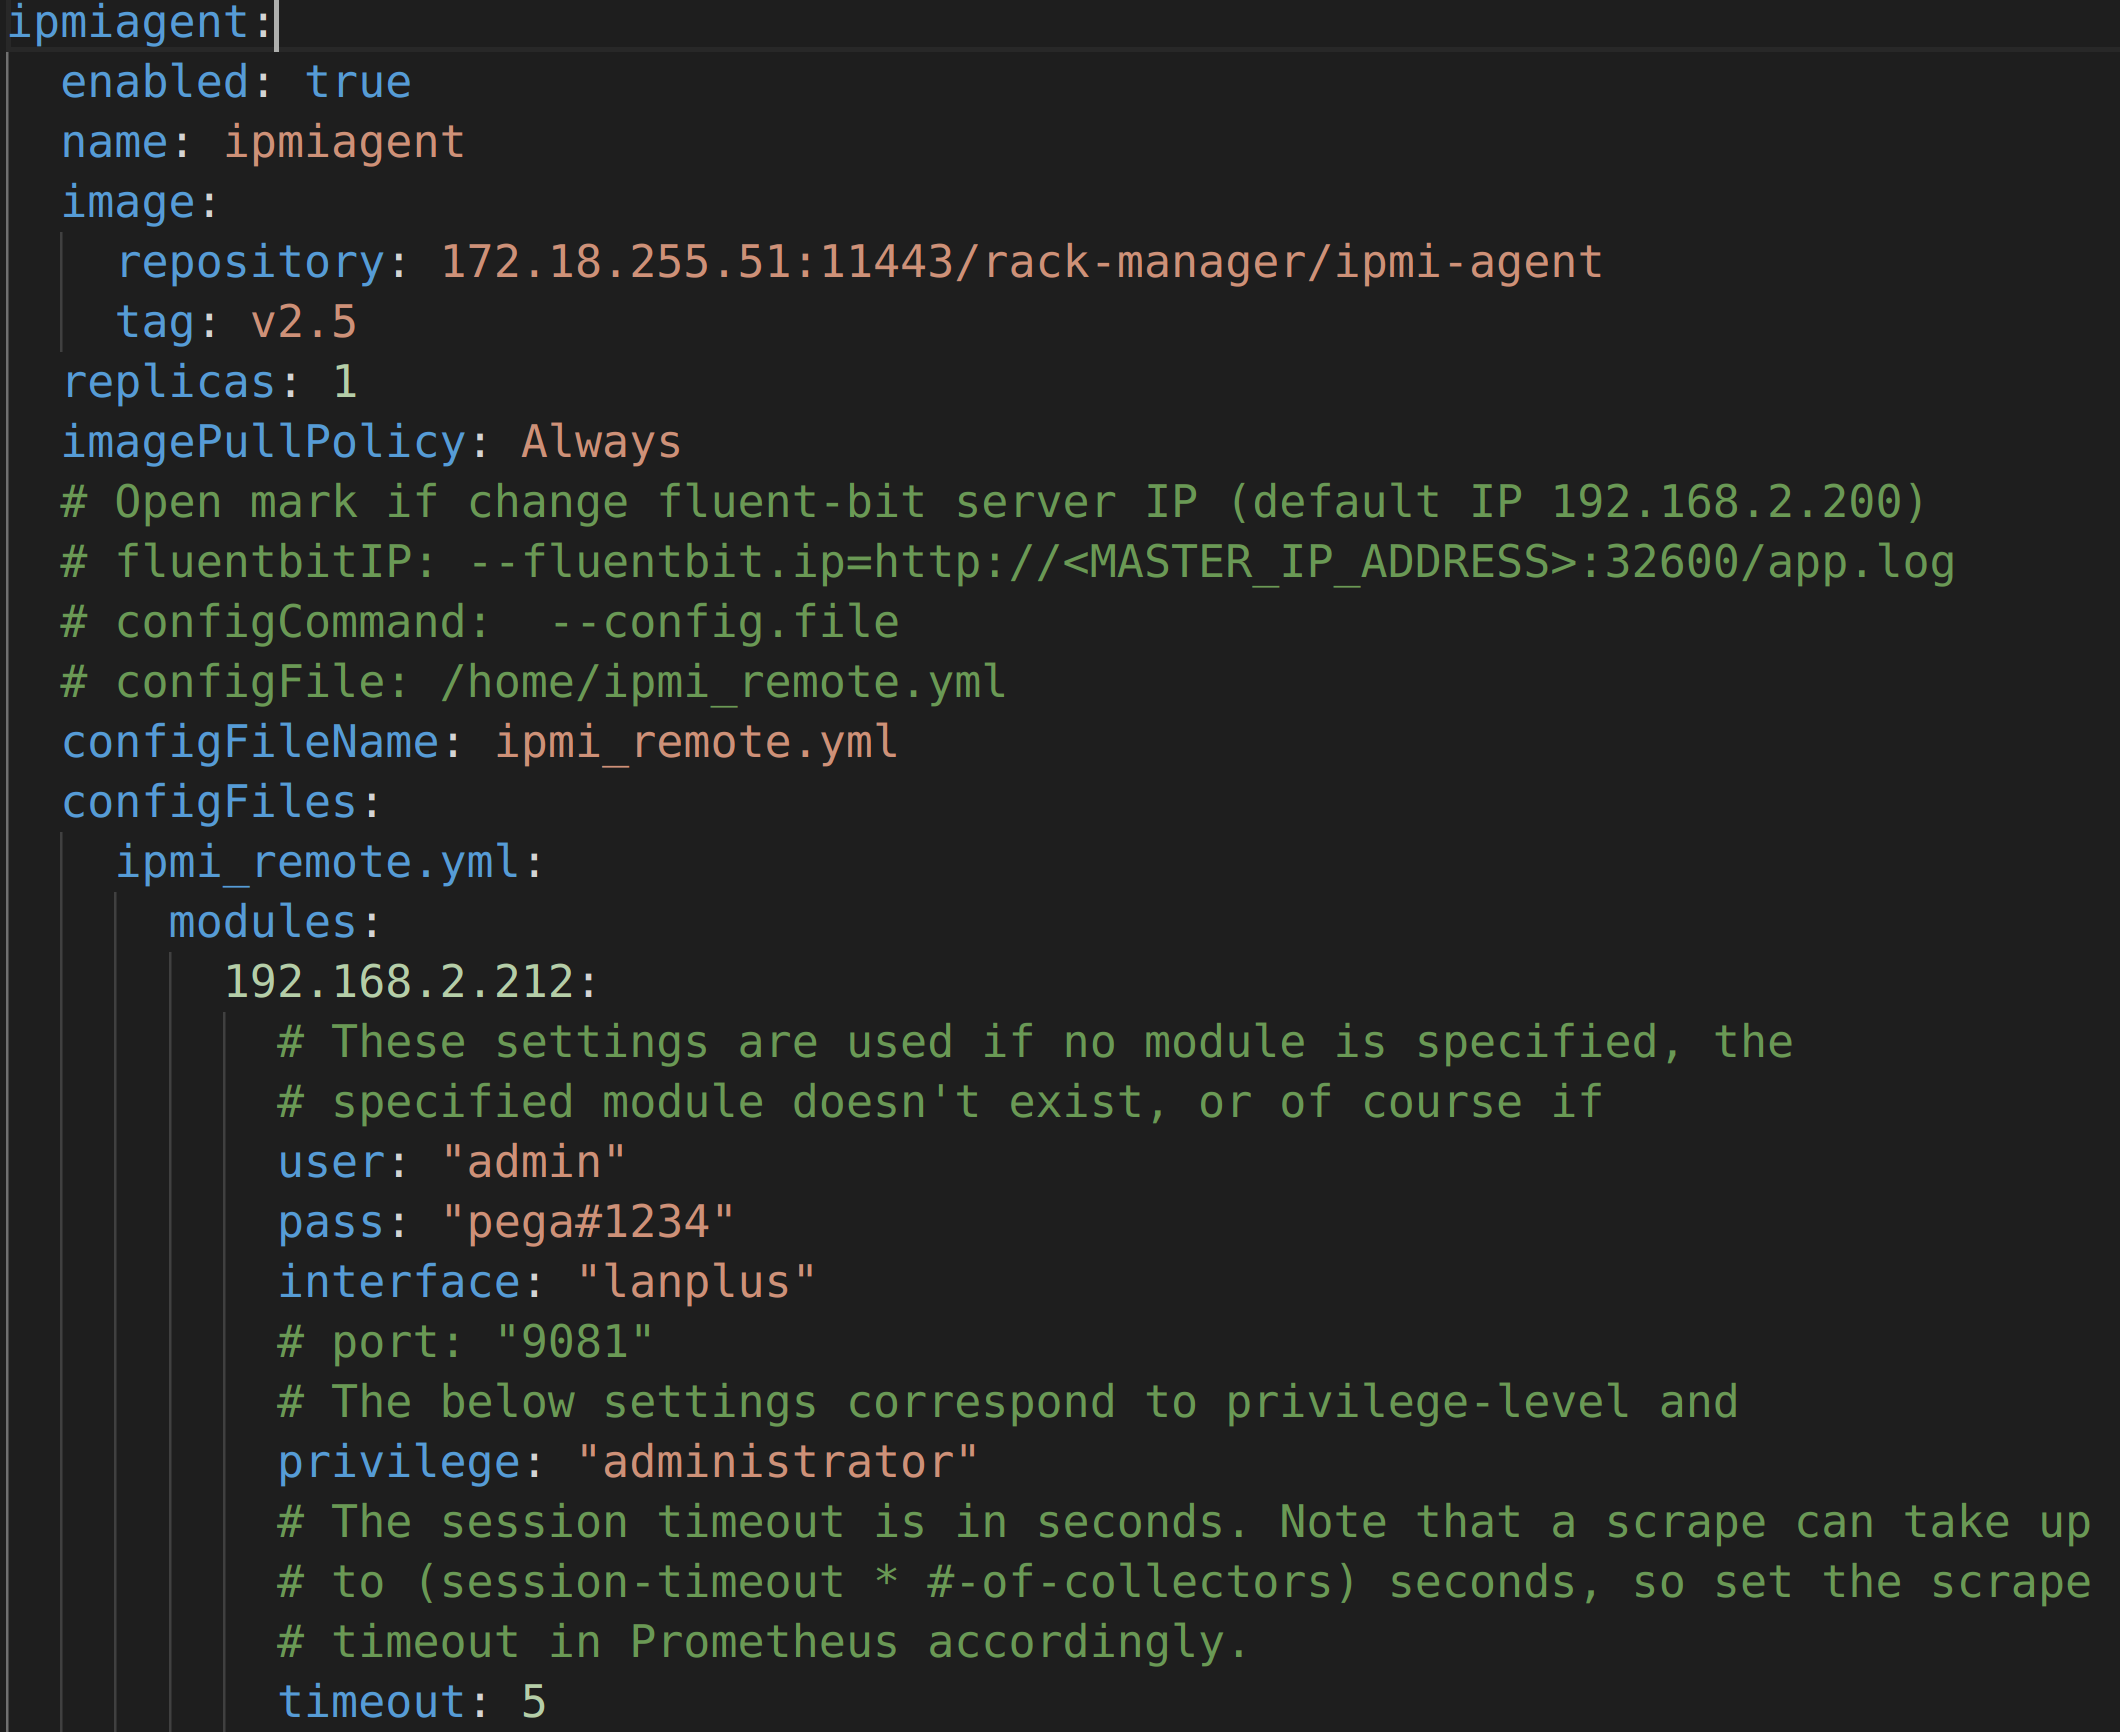 ipmiagent:
  enabled: true
  name: ipmiagent
  image:
    repository: 172.18.255.51:11443/rack-manager/ipmi-agent
    tag: v2.5
  replicas: 1
  imagePullPolicy: Always
  # Open mark if change fluent-bit server IP (default IP 192.168.2.200)
  # fluentbitIP: --fluentbit.ip=http://<MASTER_IP_ADDRESS>:32600/app.log
  # configCommand:  --config.file
  # configFile: /home/ipmi_remote.yml
  configFileName: ipmi_remote.yml
  configFiles:
    ipmi_remote.yml:
      modules:
        192.168.2.212:
          # These settings are used if no module is specified, the
          # specified module doesn't exist, or of course if
          user: "admin"
          pass: "pega#1234"
          interface: "lanplus"
          # port: "9081"
          # The below settings correspond to privilege-level and
          privilege: "administrator"
          # The session timeout is in seconds. Note that a scrape can take up
          # to (session-timeout * #-of-collectors) seconds, so set the scrape
          # timeout in Prometheus accordingly.
          timeout: 5